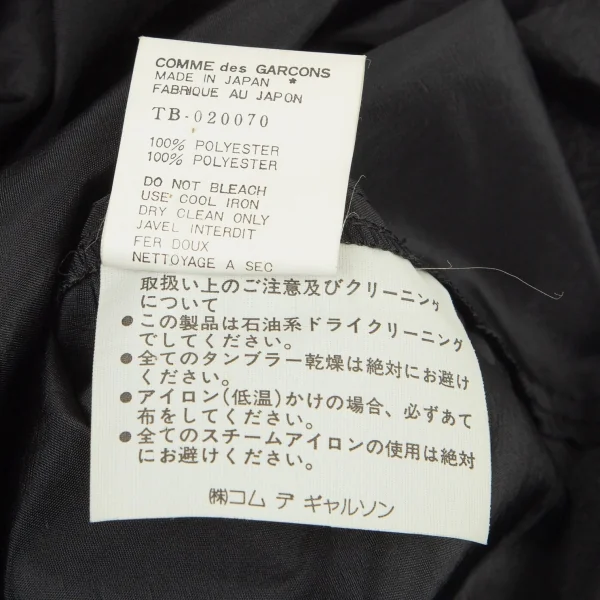 COMME des GARCONS
MADE IN JAPAN *
FABRIQUE AU JAPON
TB-020070
100% POLYESTER
100% POLYESTER
DO NOT BLEACH
USE COOL IRON
DRY CLEAN ONLY
JAVEL INTERDIT
FER DOUX
NETTOYAGE A SEC
取扱い上のご注意及びクリーニング
について
●この製品は石油系ドライクリーニング
でしてください。
●全てのタンブラー乾燥は絶対にお避け
ください。
●アイロン(低温)かけの場合、必ずあて
布をしてください。
●全てのスチームアイロンの使用は絶対
にお避けください。
㈱コム デ ギャルソン